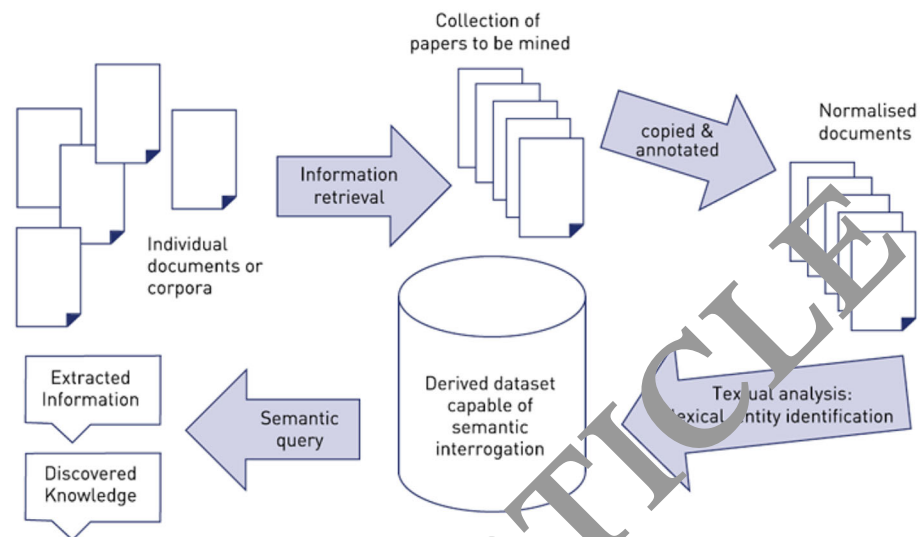 Collection of
papers to be mined
Normalised
documents
copied &
annotated
Information
retrieval
Individual
documents or
corpora
Extracted
Information
Discovered
Knowledge
Semantic
query
Derived dataset
capable of
semantic
interrogation
Textual analysis:
identification
TICLE